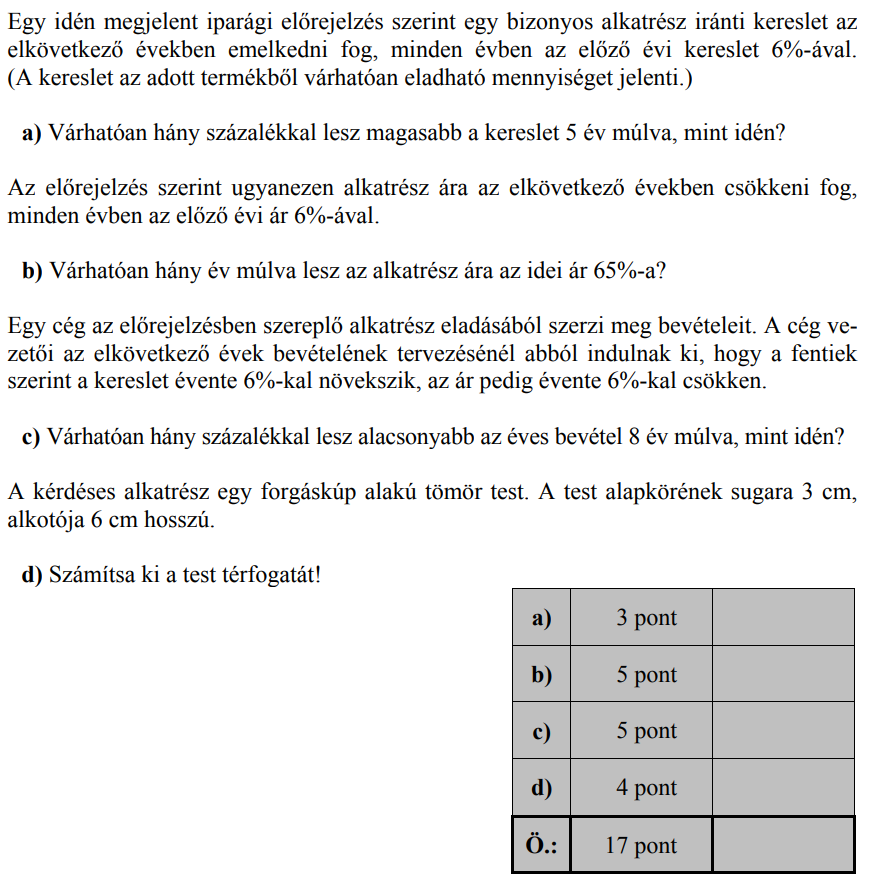 Egy idén megjelent iparági előrejelzés szerint egy bizonyos alkatrész iránti kereslet az
elkövetkező években emelkedni fog, minden évben az előző évi kereslet 6%-ával.
(A kereslet az adott termékből várhatóan eladható mennyiséget jelenti.)
a) Várhatóan hány százalékkal lesz magasabb a kereslet 5 év múlva, mint idén?
Az előrejelzés szerint ugyanezen alkatrész ára az elkövetkező években csökkeni fog,
minden évben az előző évi ár 6%-ával.
b) Várhatóan hány év múlva lesz az alkatrész ára az idei ár 65%-a?
Egy cég az előrejelzésben szereplő alkatrész eladásából szerzi meg bevételeit. A cég ve-
zetői az elkövetkező évek bevételének tervezésénél abból indulnak ki, hogy a fentiek
szerint a kereslet évente 6%-kal növekszik, az ár pedig évente 6%-kal csökken.
c) Várhatóan hány százalékkal lesz alacsonyabb az éves bevétel 8 év múlva, mint idén?
A kérdéses alkatrész egy forgáskúp alakú tömör test. A test alapkörének sugara 3 cm,
alkotója 6 cm hosszú.
d) Számítsa ki a test térfogatát!
a) 3 pont
b) 5 pont
c) 5 pont
d) 4 pont
Ö.: 17 pont